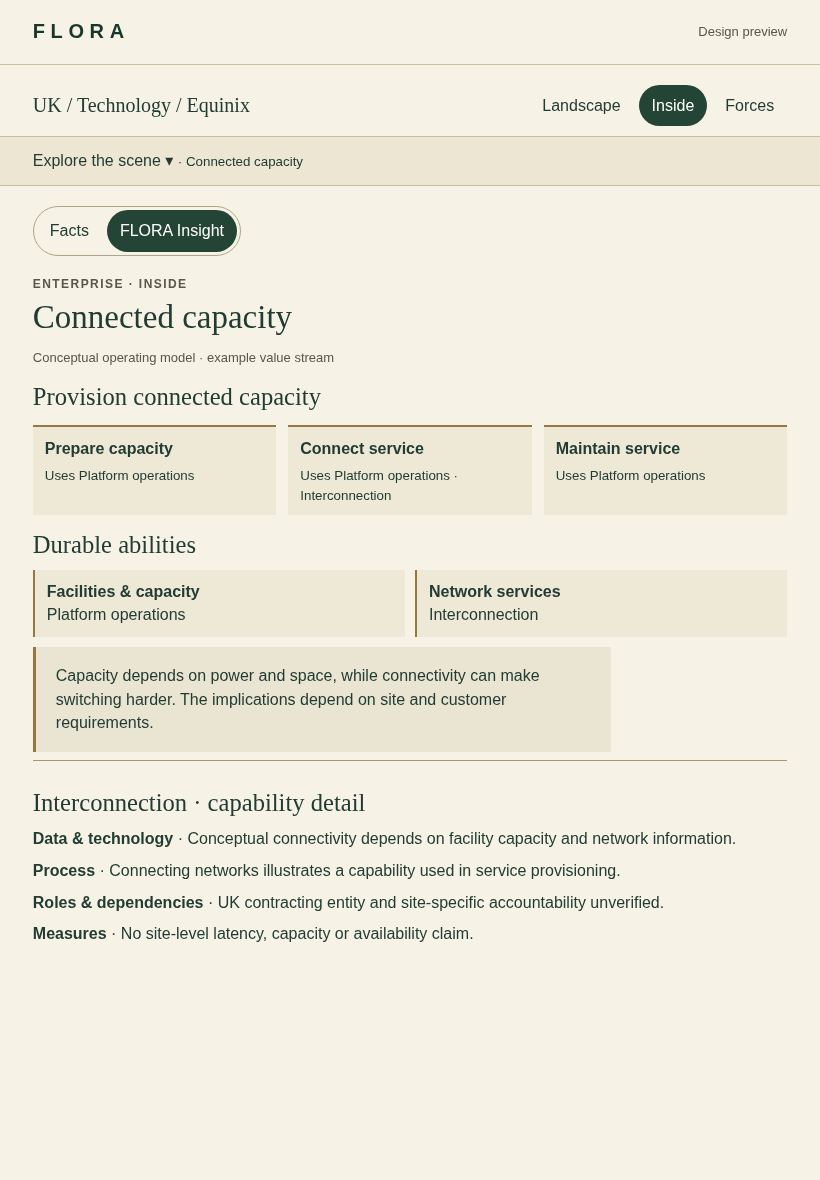 FLORA
Design preview
UK / Technology / Equinix
Landscape
Inside
Forces
Explore the scene ▾ · Connected capacity
Facts
FLORA Insight
ENTERPRISE · INSIDE
Connected capacity
Conceptual operating model · example value stream
Provision connected capacity
Prepare capacity
Uses Platform operations
Connect service
Uses Platform operations ·
Interconnection
Maintain service
Uses Platform operations
Durable abilities
Facilities & capacity
Platform operations
Network services
Interconnection
Capacity depends on power and space, while connectivity can make
switching harder. The implications depend on site and customer
requirements.
Interconnection · capability detail
Data & technology · Conceptual connectivity depends on facility capacity and network information.
Process · Connecting networks illustrates a capability used in service provisioning.
Roles & dependencies · UK contracting entity and site-specific accountability unverified.
Measures · No site-level latency, capacity or availability claim.